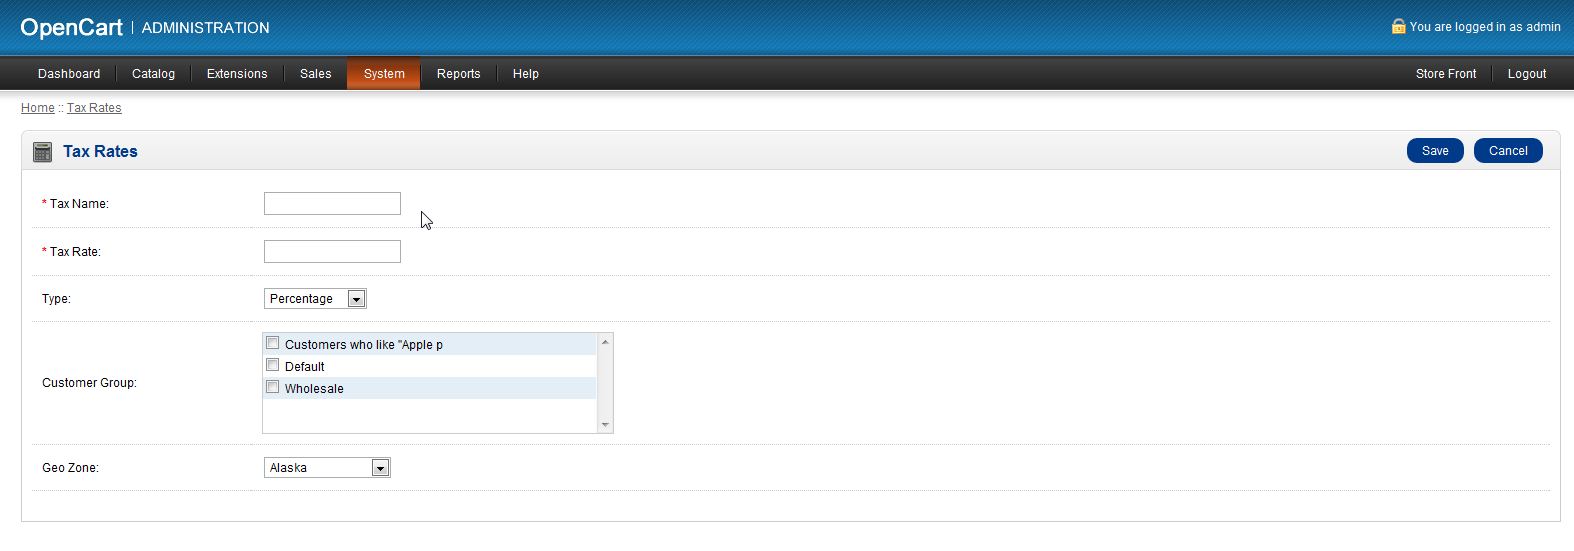 OpenCart | ADMINISTRATION
You are logged in as admin
Dashboard Catalog Extensions Sales System Reports Help Store Front Logout
Home :: Tax Rates
Tax Rates Save Cancel
* Tax Name:
* Tax Rate:
Type: Percentage
Customers who like "Apple p
Default
Customer Group:
Wholesale
Geo Zone: Alaska